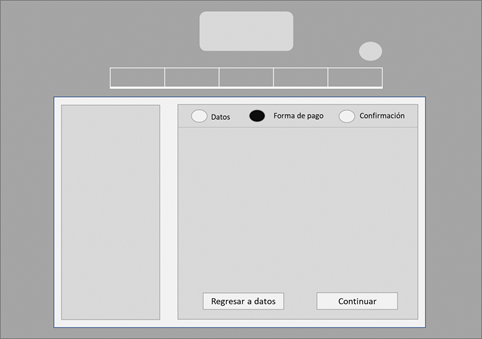 Datos
Forma de pago
Confirmación
Regresar a datos
Continuar